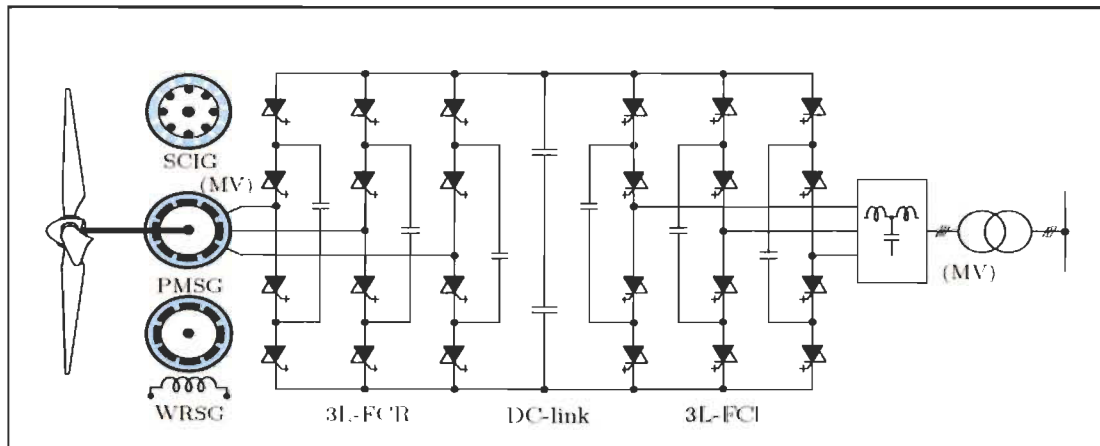 SCIG
(MV)
PMSG
WRSG
3L-FCR
DC-link
3L-FCI
(MV)